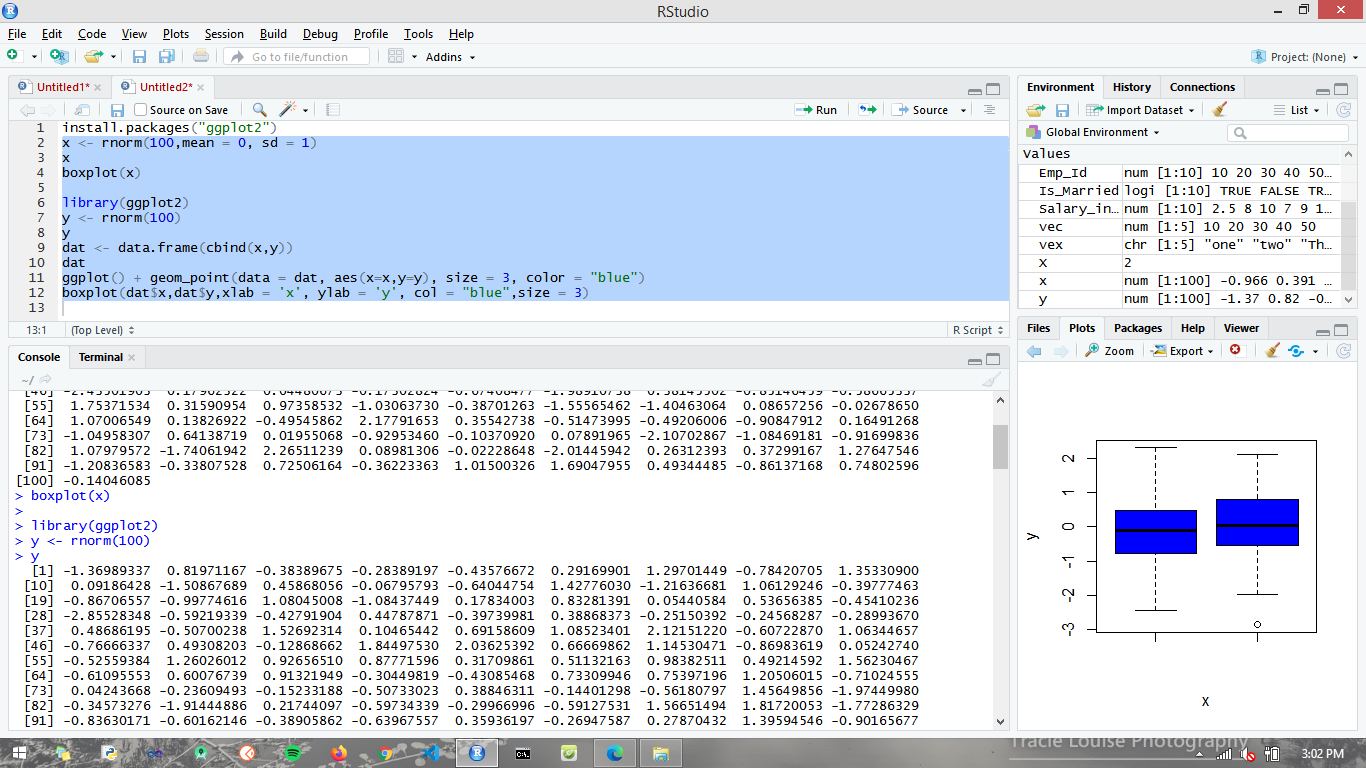 RStudio
File Edit Code View Plots Session Build Debug Profile Tools Help
Go to file/function Addins Project: (None)
Untitled1* Untitled2*
Source on Save Run Source
1 install.packages("ggplot2")
2 x <- rnorm(100,mean = 0, sd = 1)
3 x
4 boxplot(x)
5
6 library(ggplot2)
7 y <- rnorm(100)
8 y
9 dat <- data.frame(cbind(x,y))
10 dat
11 ggplot() + geom_point(data = dat, aes(x=x,y=y), size = 3, color = "blue")
12 boxplot(dat$x,dat$y,xlab = 'x', ylab = 'y', col = "blue",size = 3)
13
13:1 (Top Level) R Script
Console Terminal
~/
[55] 1.75371534 0.31590954 0.97358532 -1.03063730 -0.38701263 -1.55565462 -1.40463064 0.08657256 -0.02678650
[64] 1.07006549 0.13826922 -0.49545862 2.17791653 0.35542738 -0.51473995 -0.49206006 -0.90847912 0.16491268
[73] -1.04958307 0.64138719 0.01955068 -0.92953460 -0.10370920 0.07891965 -2.10702867 -1.08469181 -0.91699836
[82] 1.07979572 -1.74061942 2.26511239 0.08981306 -0.02228648 -2.01445942 0.26312393 0.37299167 1.27647546
[91] -1.20836583 -0.33807528 0.72506164 -0.36223363 1.01500326 1.69047955 0.49344485 -0.86137168 0.74802596
[100] -0.14046085
> boxplot(x)
>
> library(ggplot2)
> y <- rnorm(100)
> y
[1] -1.36989337 0.81971167 -0.38389675 -0.28389197 -0.43576672 0.29169901 1.29701449 -0.78420705 1.35330900
[10] 0.09186428 -1.50867689 0.45868056 -0.06795793 -0.64044754 1.42776030 -1.21636681 1.06129246 -0.39777463
[19] -0.86706557 -0.99774616 1.08045008 -1.08437449 0.17834003 0.83281391 0.05440584 0.53656385 -0.45410236
[28] -2.85528348 -0.59219339 -0.42791904 0.44787871 -0.39739981 0.38868373 -0.25150392 -0.24568287 -0.28993670
[37] 0.48686195 -0.50700238 1.52692314 0.10465442 0.69158609 1.08523401 2.12151220 -0.60722870 1.06344657
[46] -0.76666337 0.49308203 -0.12868662 1.84497530 2.03625392 0.66669862 1.14530471 -0.86983619 0.05242740
[55] -0.52559384 1.26026012 0.92656510 0.87771596 0.31709861 0.51132163 0.98382511 0.49214592 1.56230467
[64] -0.61095553 0.60076739 0.91321949 -0.30449819 -0.43085468 0.73309946 0.75397196 1.20506015 -0.71024555
[73] 0.04243668 -0.23609493 -0.15233188 -0.50733023 0.38846311 -0.14401298 -0.56180797 1.45649856 -1.97449980
[82] -0.34573276 -1.91444886 0.21744097 -0.59734339 -0.29966996 -0.59127531 1.56651494 1.81720053 -1.77286329
[91] -0.83630171 -0.60162146 -0.38905862 -0.63967557 0.35936197 -0.26947587 0.27870432 1.39594546 -0.90165677
Environment History Connections
Import Dataset List
Global Environment
Values
Emp_Id num [1:10] 10 20 30 40 50…
Is_Married logi [1:10] TRUE FALSE TR…
Salary_in… num [1:10] 2.5 8 10 7 9 1…
vec num [1:5] 10 20 30 40 50
vex chr [1:5] "one" "two" "Th…
X 2
x num [1:100] -0.966 0.391 …
y num [1:100] -1.37 0.82 -0…
Files Plots Packages Help Viewer
Zoom Export
2
1
0
-1
-2
-3
y
x
Tracie Louise Photography
3:02 PM